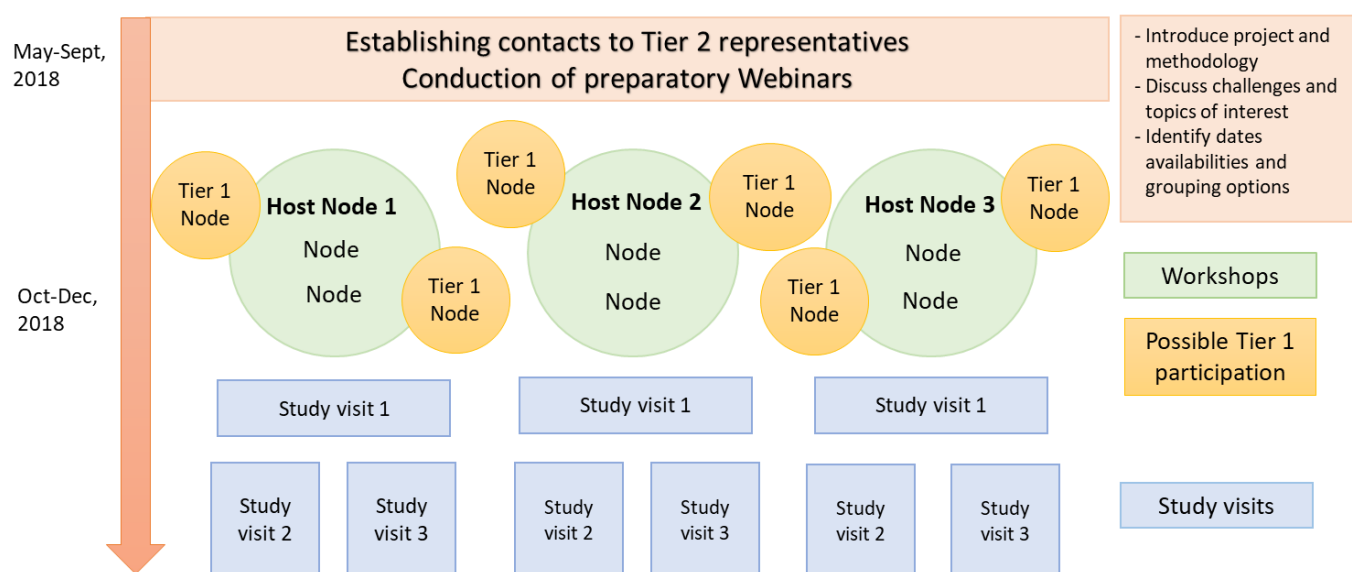 May-Sept,
2018
Establishing contacts to Tier 2 representatives
Conduction of preparatory Webinars
- Introduce project and
methodology
- Discuss challenges and
topics of interest
- Identify dates
availabilities and
grouping options
Oct-Dec,
2018
Tier 1
Node
Host Node 1
Node
Node
Tier 1
Node
Tier 1
Node
Host Node 2
Node
Node
Tier 1
Node
Tier 1
Node
Host Node 3
Node
Node
Tier 1
Node
Workshops
Possible Tier 1
participation
Study visits
Study visit 1
Study visit 1
Study visit 1
Study
visit 2
Study
visit 3
Study
visit 2
Study
visit 3
Study
visit 2
Study
visit 3